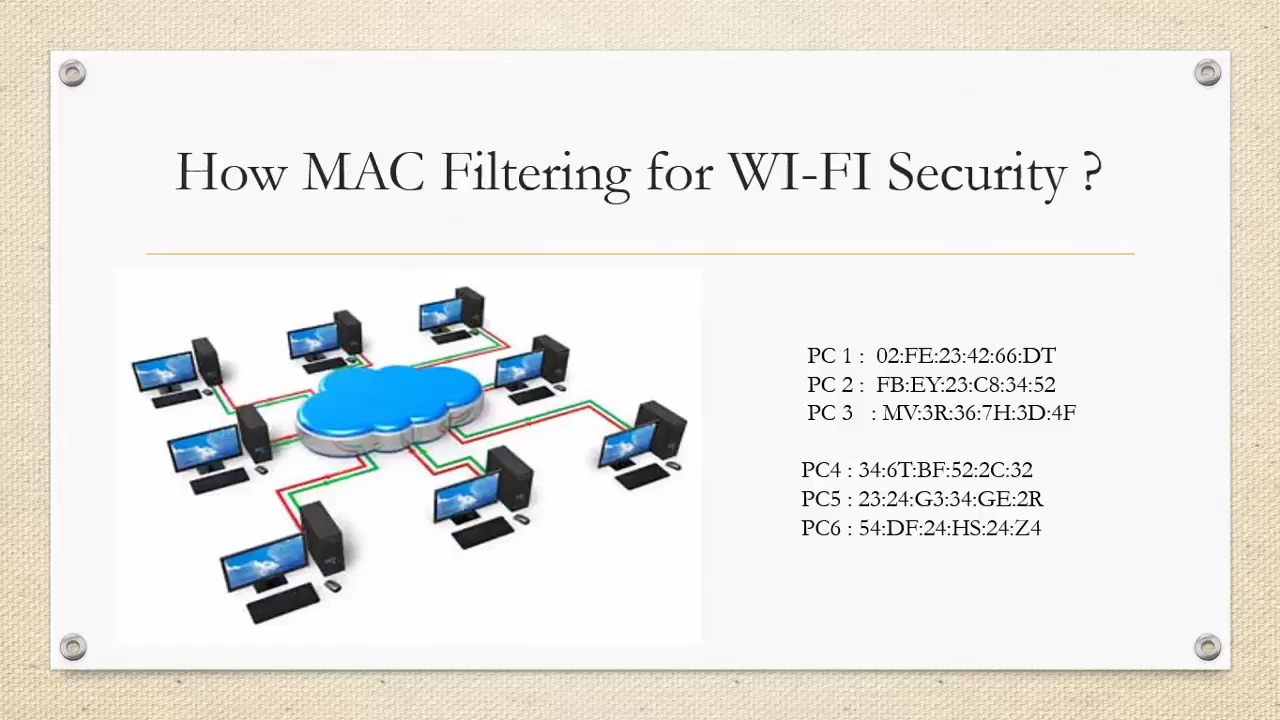 How MAC Filtering for WI-FI Security ?
PC 1 : 02:FE:23:42:66:DT
PC 2 : FB:EY:23:C8:34:52
PC 3 : MV:3R:36:7H:3D:4F
PC4 : 34:6T:BF:52:2C:32
PC5 : 23:24:G3:34:GE:2R
PC6 : 54:DF:24:HS:24:Z4